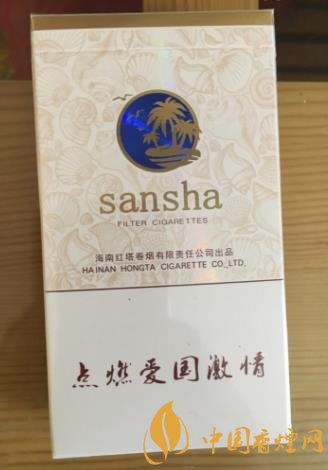 sansha
FILTER CIGARETTES
海南红塔卷烟有限责任公司出品
HAINAN HONGTA CIGARETTE CO.,LTD.
点燃爱国激情
中国香烟网